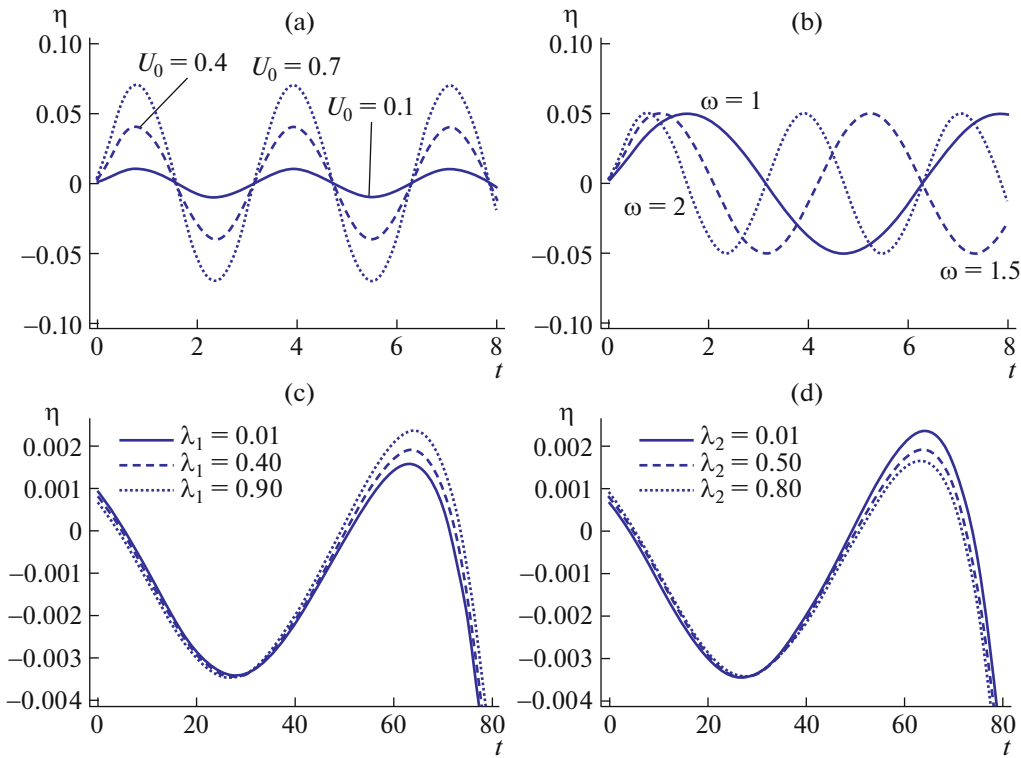 (a)
η
0.10
0.05
0
−0.05
−0.10
U0 = 0.4
U0 = 0.7
U0 = 0.1
0 2 4 6 8
t
(b)
η
0.10
0.05
0
−0.05
−0.10
ω = 1
ω = 2
ω = 1.5
0 2 4 6 8
t
(c)
η
0.002
0.001
0
−0.001
−0.002
−0.003
−0.004
λ1 = 0.01
λ1 = 0.40
λ1 = 0.90
0 20 40 60 80
t
(d)
η
0.002
0.001
0
−0.001
−0.002
−0.003
−0.004
λ2 = 0.01
λ2 = 0.50
λ2 = 0.80
0 20 40 60 80
t